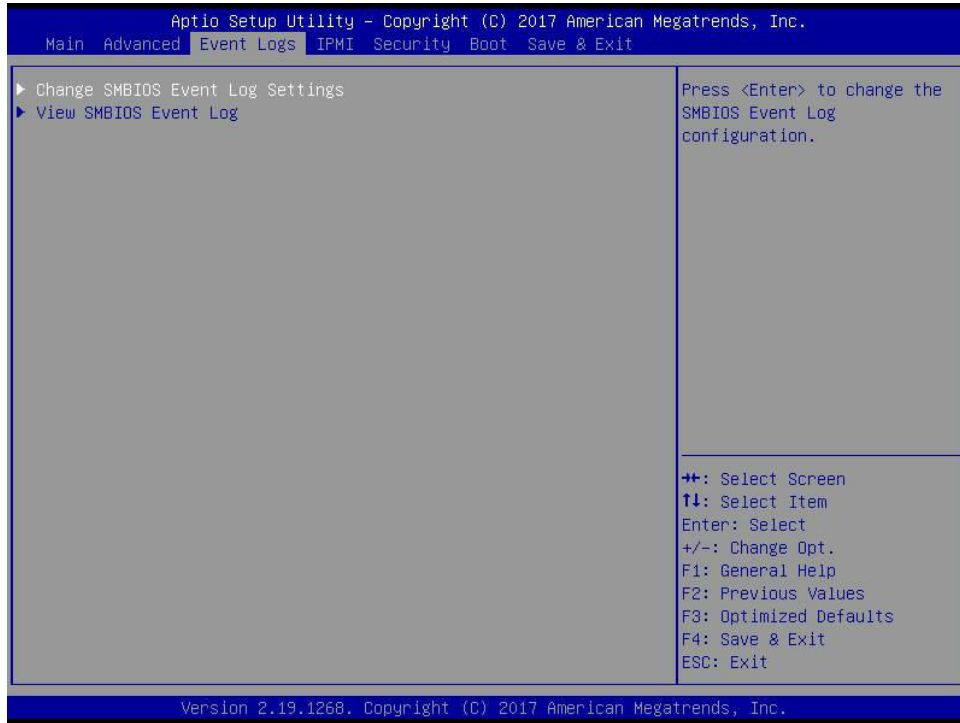 Aptio Setup Utility – Copyright (C) 2017 American Megatrends, Inc.
Main Advanced Event Logs IPMI Security Boot Save & Exit
▶ Change SMBIOS Event Log Settings
▶ View SMBIOS Event Log
Press <Enter> to change the
SMBIOS Event Log
configuration.
→←: Select Screen
↑↓: Select Item
Enter: Select
+/-: Change Opt.
F1: General Help
F2: Previous Values
F3: Optimized Defaults
F4: Save & Exit
ESC: Exit
Version 2.19.1268. Copyright (C) 2017 American Megatrends, Inc.